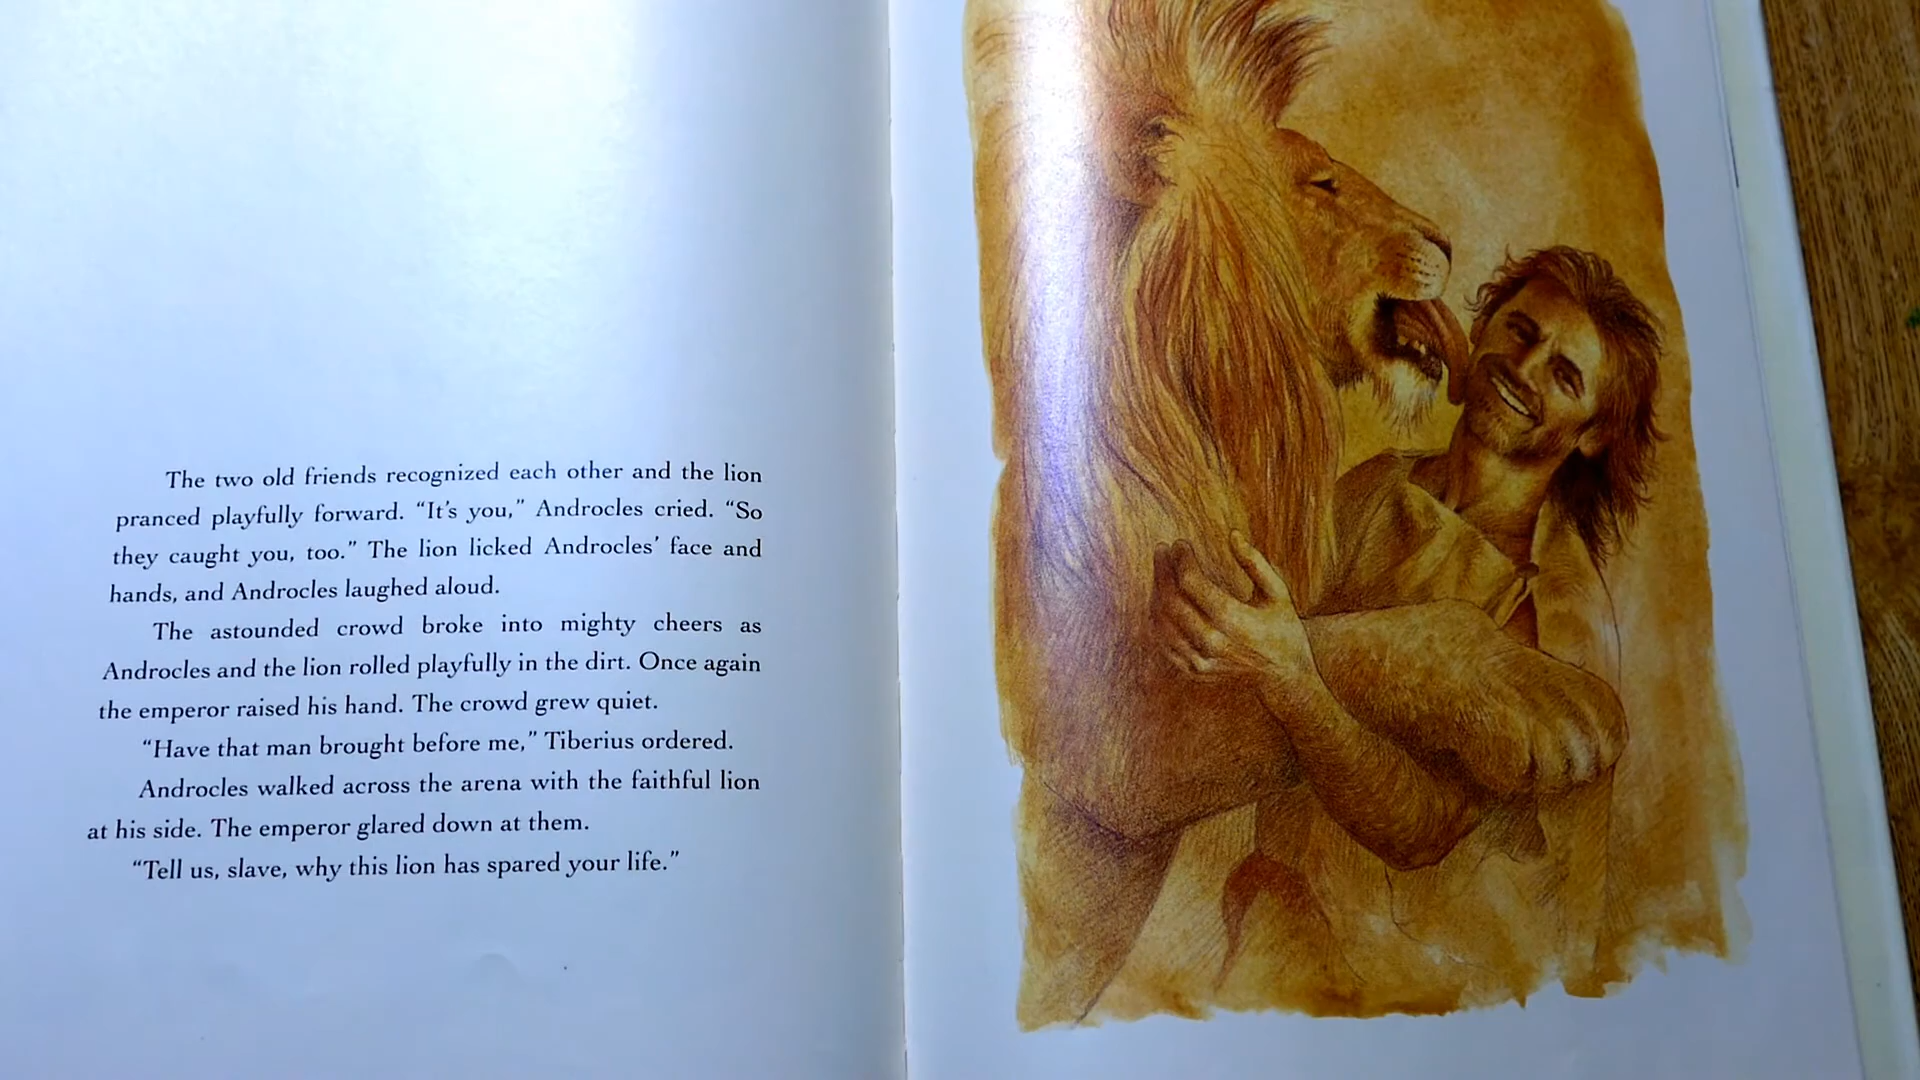 The two old friends recognized each other and the lion
pranced playfully forward. “It’s you,” Androcles cried. “So
they caught you, too.” The lion licked Androcles’ face and
hands, and Androcles laughed aloud.
The astounded crowd broke into mighty cheers as
Androcles and the lion rolled playfully in the dirt. Once again
the emperor raised his hand. The crowd grew quiet.
“Have that man brought before me,” Tiberius ordered.
Androcles walked across the arena with the faithful lion
at his side. The emperor glared down at them.
“Tell us, slave, why this lion has spared your life.”